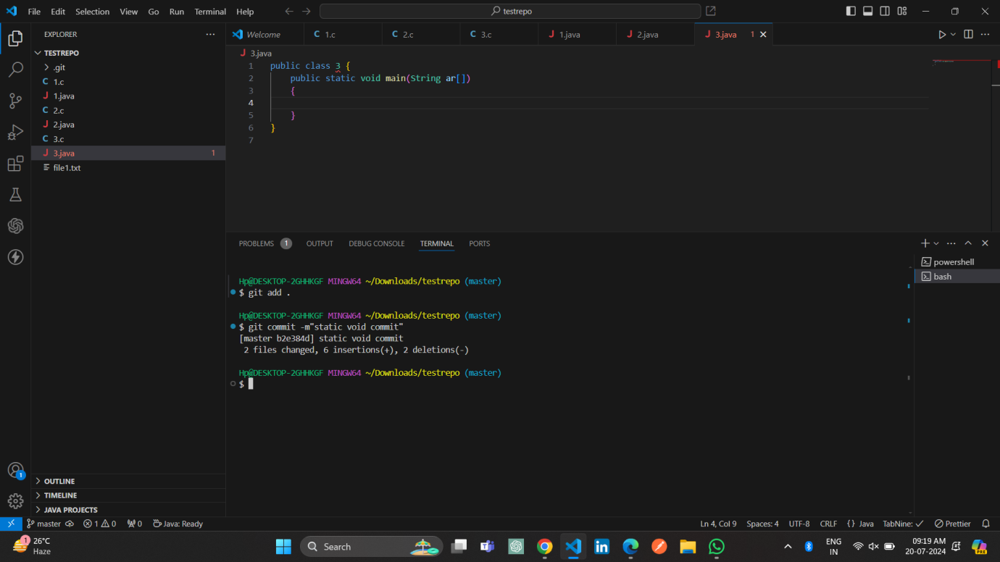 File Edit Selection View Go Run Terminal Help
testrepo
EXPLORER
TESTREPO
.git
C 1.c
J 1.java
C 2.c
J 2.java
C 3.c
J 3.java 1
file1.txt
OUTLINE
TIMELINE
JAVA PROJECTS
Welcome
C 1.c
C 2.c
C 3.c
J 1.java
J 2.java
J 3.java 1
J 3.java
1 public class 3 {
2 public static void main(String ar[])
3 {
4
5 }
6 }
7
PROBLEMS 1 OUTPUT DEBUG CONSOLE TERMINAL PORTS
Hp@DESKTOP-2GHHKGF MINGW64 ~/Downloads/testrepo (master)
$ git add .
Hp@DESKTOP-2GHHKGF MINGW64 ~/Downloads/testrepo (master)
$ git commit -m"static void commit"
[master b2e384d] static void commit
2 files changed, 6 insertions(+), 2 deletions(-)
Hp@DESKTOP-2GHHKGF MINGW64 ~/Downloads/testrepo (master)
$
powershell
bash
1
master 1 0 0 Java: Ready
Ln 4, Col 9 Spaces: 4 UTF-8 CRLF {} Java TabNine: ✓ Prettier
1
26°C
Haze
Search
in
ENG
IN
09:19 AM
20-07-2024
PRE